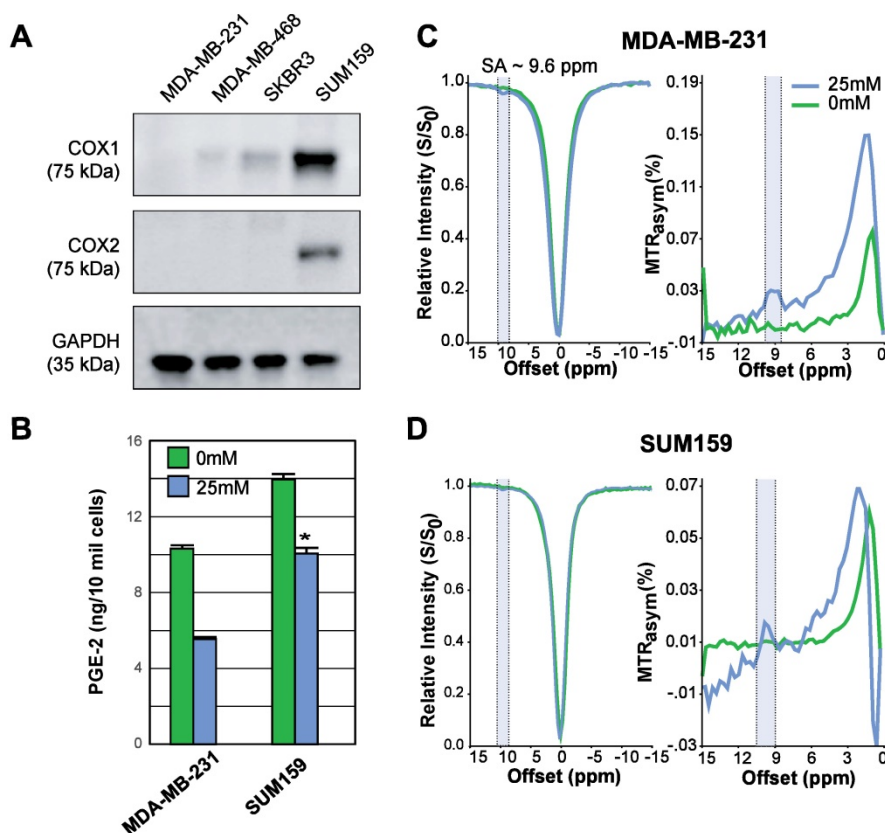 A
MDA-MB-231
MDA-MB-468
SKBR3
SUM159
COX1
(75 kDa)
COX2
(75 kDa)
GAPDH
(35 kDa)
B
16
14
12
10
8
6
4
2
0
PGE-2 (ng/10 mil cells)
0mM
25mM
*
MDA-MB-231
SUM159
C
MDA-MB-231
SA ~ 9.6 ppm
1.0
0.8
0.6
0.4
0.2
0.0
Relative Intensity (S/S0)
15 10 5 0 -5 -10 -15
Offset (ppm)
0.19
0.15
0.11
0.07
0.03
-.01
MTRasym(%)
25mM
0mM
15 12 9 6 3 0
Offset (ppm)
D
SUM159
1.0
0.8
0.6
0.4
0.2
0.0
Relative Intensity (S/S0)
15 10 5 0 -5 -10 -15
Offset (ppm)
0.07
0.05
0.03
0.01
-.01
-.03
MTRasym(%)
15 12 9 6 3 0
Offset (ppm)